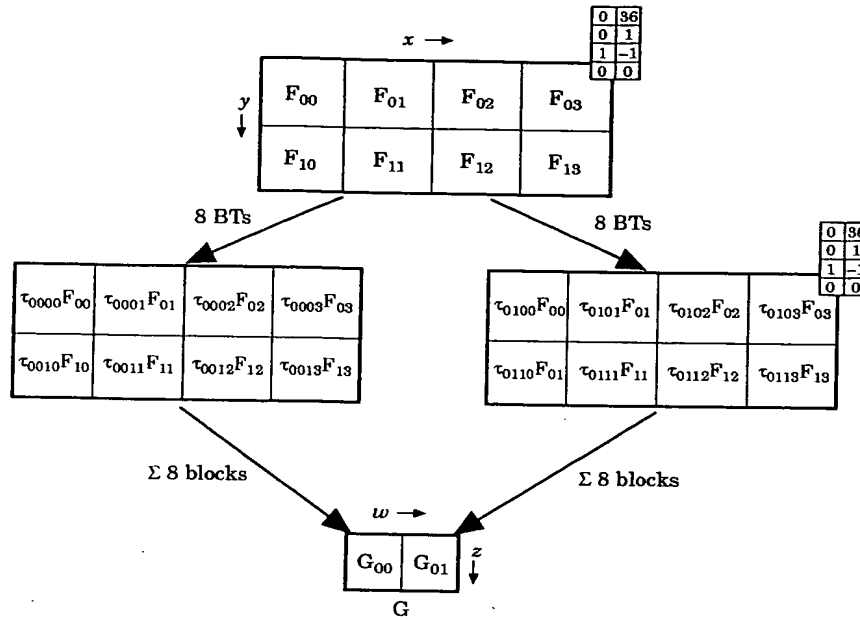 0 36
0 1
1 −1
0 0
x →
y ↓
F₀₀ F₀₁ F₀₂ F₀₃
F₁₀ F₁₁ F₁₂ F₁₃
8 BTs 8 BTs
0 36
0 1
1 −1
0 0
τ₀₀₀₀F₀₀ τ₀₀₀₁F₀₁ τ₀₀₀₂F₀₂ τ₀₀₀₃F₀₃
τ₀₀₁₀F₁₀ τ₀₀₁₁F₁₁ τ₀₀₁₂F₁₂ τ₀₀₁₃F₁₃
τ₀₁₀₀F₀₀ τ₀₁₀₁F₀₁ τ₀₁₀₂F₀₂ τ₀₁₀₃F₀₃
τ₀₁₁₀F₀₁ τ₀₁₁₁F₁₁ τ₀₁₁₂F₁₂ τ₀₁₁₃F₁₃
Σ 8 blocks Σ 8 blocks
w →
G₀₀ G₀₁
z ↓
G